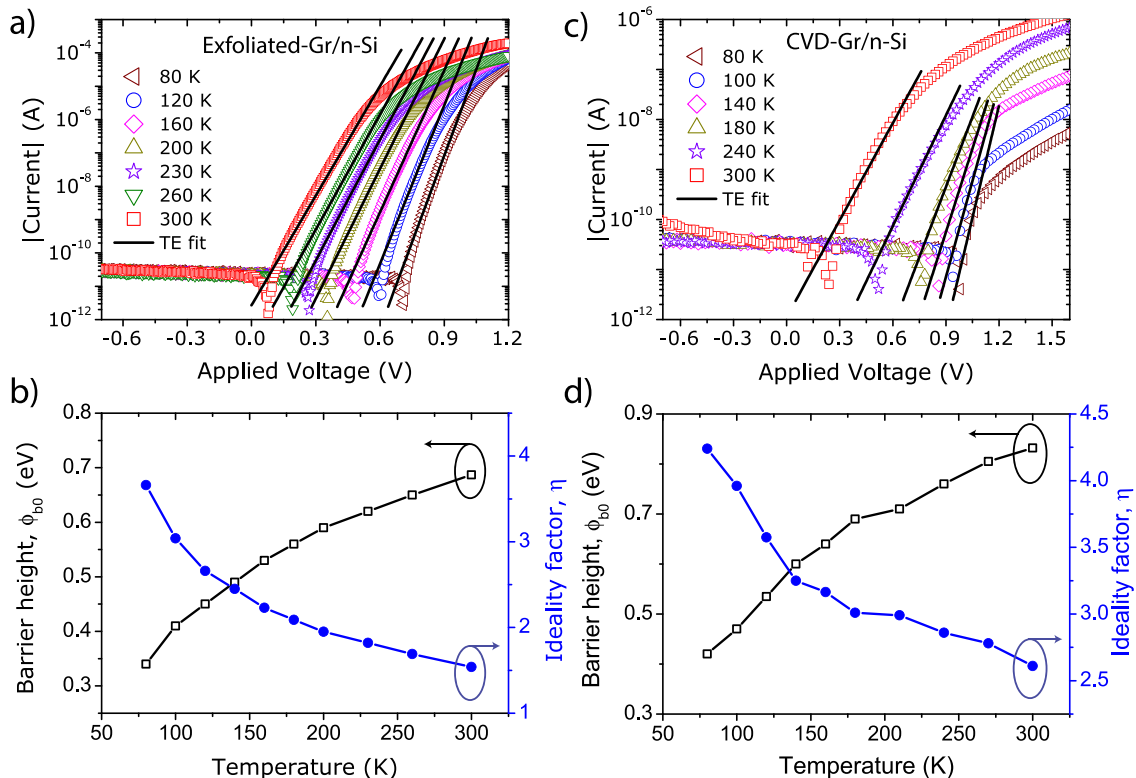 a)
Exfoliated-Gr/n-Si
|Current| (A)
10⁻⁴
10⁻⁶
10⁻⁸
10⁻¹⁰
10⁻¹²
80 K
120 K
160 K
200 K
230 K
260 K
300 K
TE fit
-0.6 -0.3 0.0 0.3 0.6 0.9 1.2
Applied Voltage (V)
c)
CVD-Gr/n-Si
|Current| (A)
10⁻⁶
10⁻⁸
10⁻¹⁰
10⁻¹²
80 K
100 K
140 K
180 K
240 K
300 K
TE fit
-0.6 -0.3 0.0 0.3 0.6 0.9 1.2 1.5
Applied Voltage (V)
b)
Barrier height, ϕb0 (eV)
0.8
0.7
0.6
0.5
0.4
0.3
4
3
2
1
Ideality factor, η
50 100 150 200 250 300
Temperature (K)
d)
Barrier height, ϕb0 (eV)
0.9
0.7
0.5
0.3
4.5
4.0
3.5
3.0
2.5
Ideality factor, η
50 100 150 200 250 300
Temperature (K)